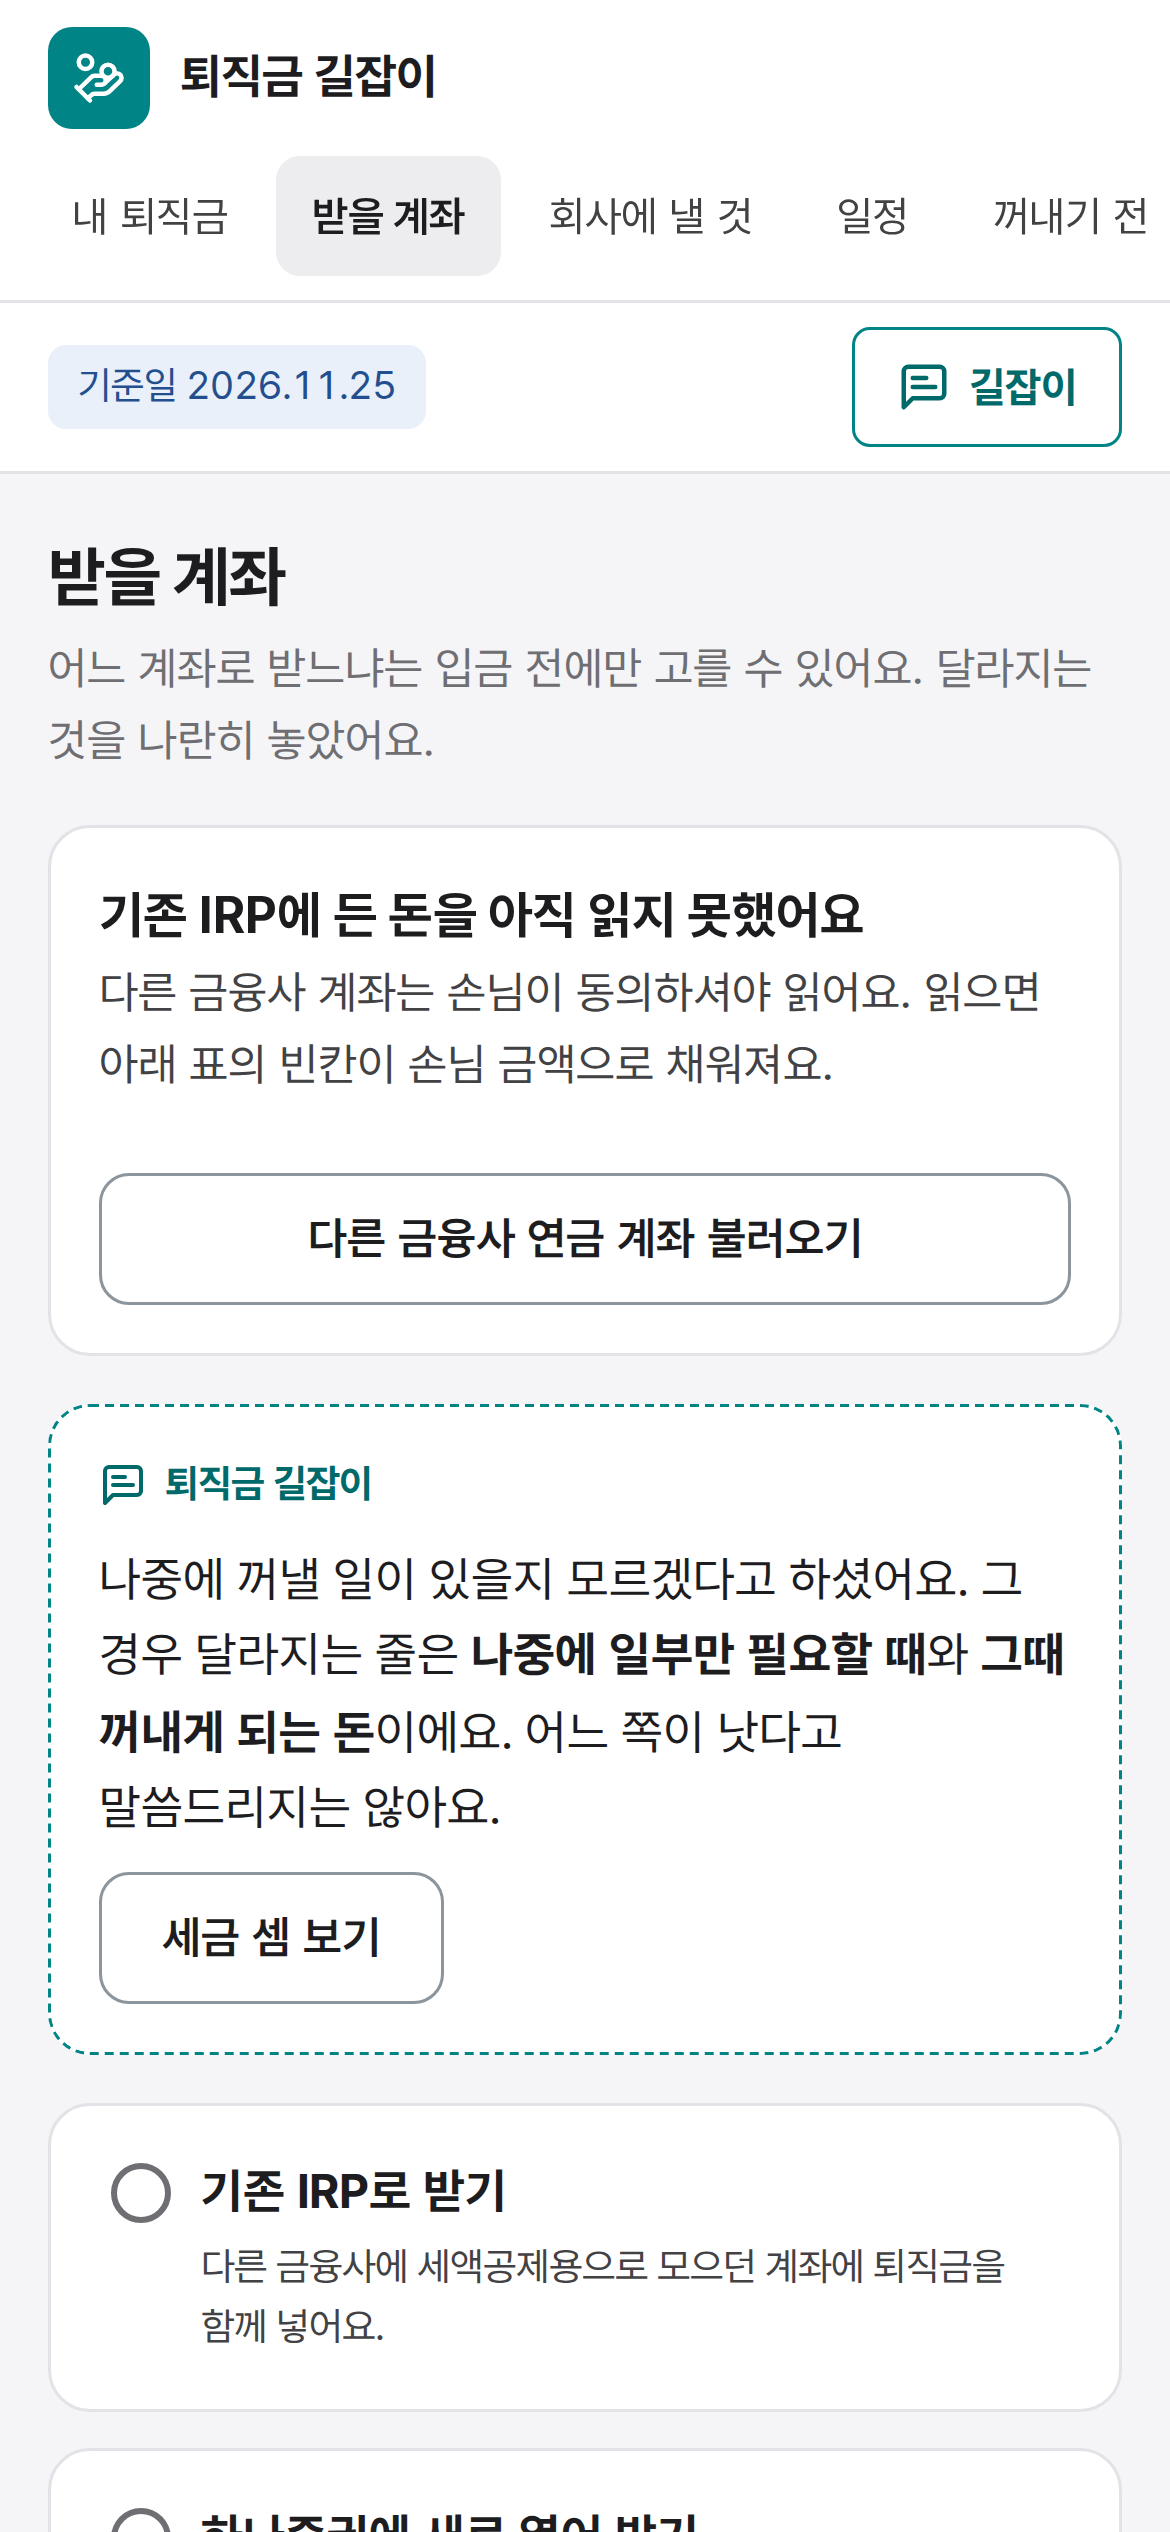 퇴직금 길잡이
내 퇴직금
받을 계좌
회사에 낼 것
일정
꺼내기 전
기준일 2026.11.25
길잡이
받을 계좌
어느 계좌로 받느냐는 입금 전에만 고를 수 있어요. 달라지는
것을 나란히 놓았어요.
기존 IRP에 든 돈을 아직 읽지 못했어요
다른 금융사 계좌는 손님이 동의하셔야 읽어요. 읽으면
아래 표의 빈칸이 손님 금액으로 채워져요.
다른 금융사 연금 계좌 불러오기
퇴직금 길잡이
나중에 꺼낼 일이 있을지 모르겠다고 하셨어요. 그
경우 달라지는 줄은 나중에 일부만 필요할 때와 그때
꺼내게 되는 돈이에요. 어느 쪽이 낫다고
말씀드리지는 않아요.
세금 셈 보기
기존 IRP로 받기
다른 금융사에 세액공제용으로 모으던 계좌에 퇴직금을
함께 넣어요.
하나증권에 새로 열어 받기